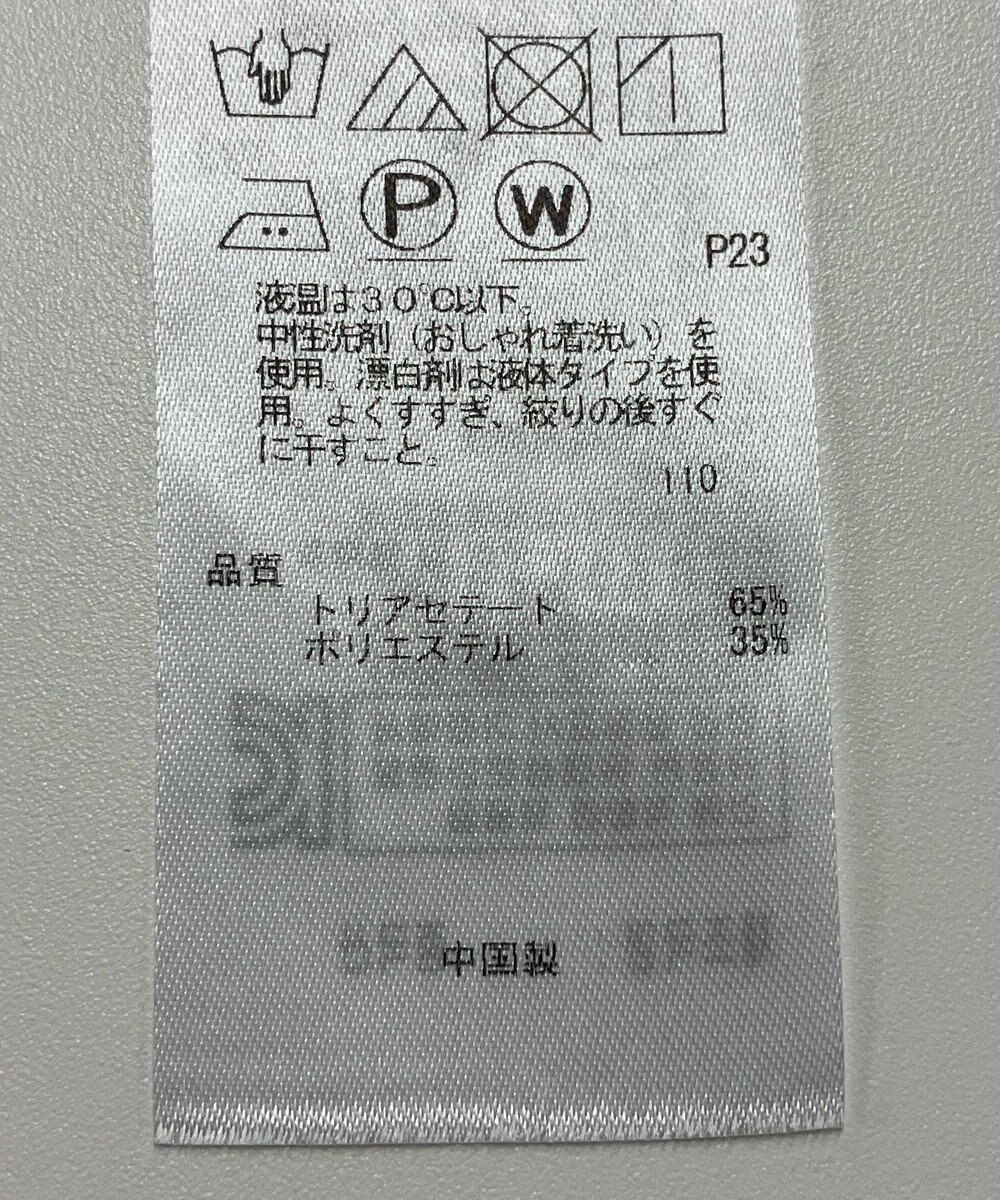 P
W
P23
液温は30℃以下。
中性洗剤（おしゃれ着洗い）を
使用。漂白剤は液体タイプを使
用。よくすすぎ、絞りの後すぐ
に干すこと。
110
品質
トリアセテート 65%
ポリエステル 35%
中国製